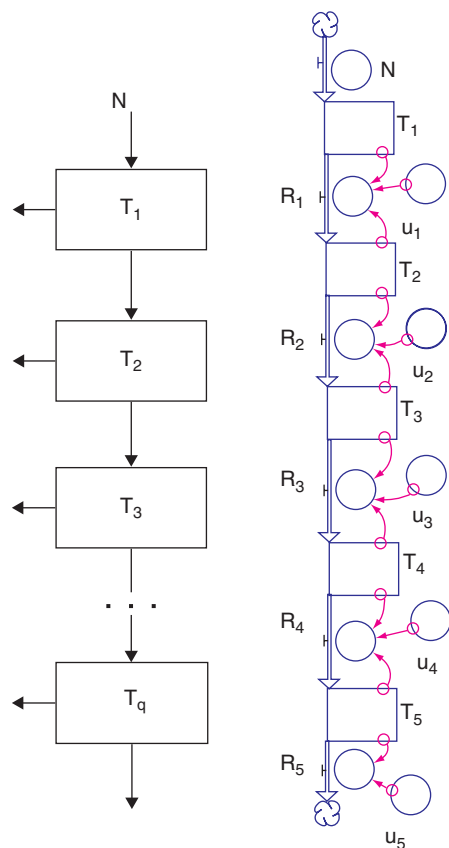 N
T1
T2
T3
. . .
Tq
N
T1
R1
u1
T2
R2
u2
T3
R3
u3
T4
R4
u4
T5
R5
u5